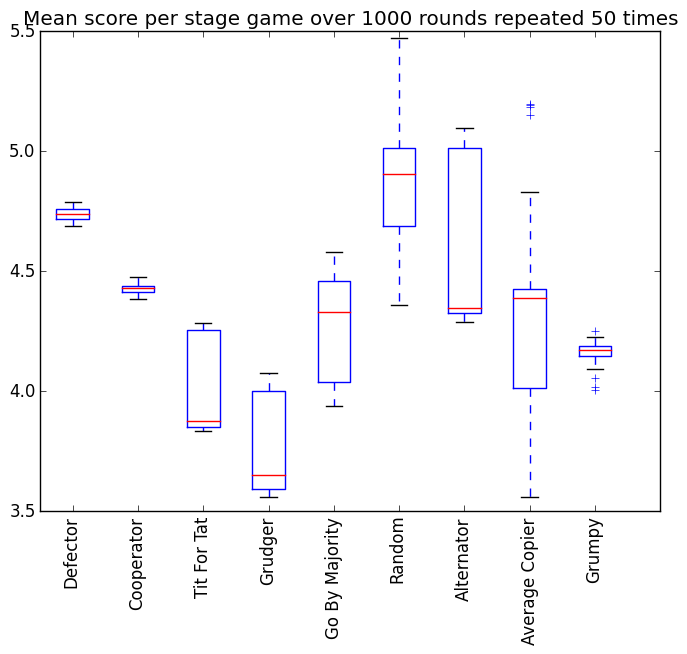 Mean score per stage game over 1000 rounds repeated 50 times
5.5
5.0
4.5
4.0
3.5
Defector
Cooperator
Tit For Tat
Grudger
Go By Majority
Random
Alternator
Average Copier
Grumpy